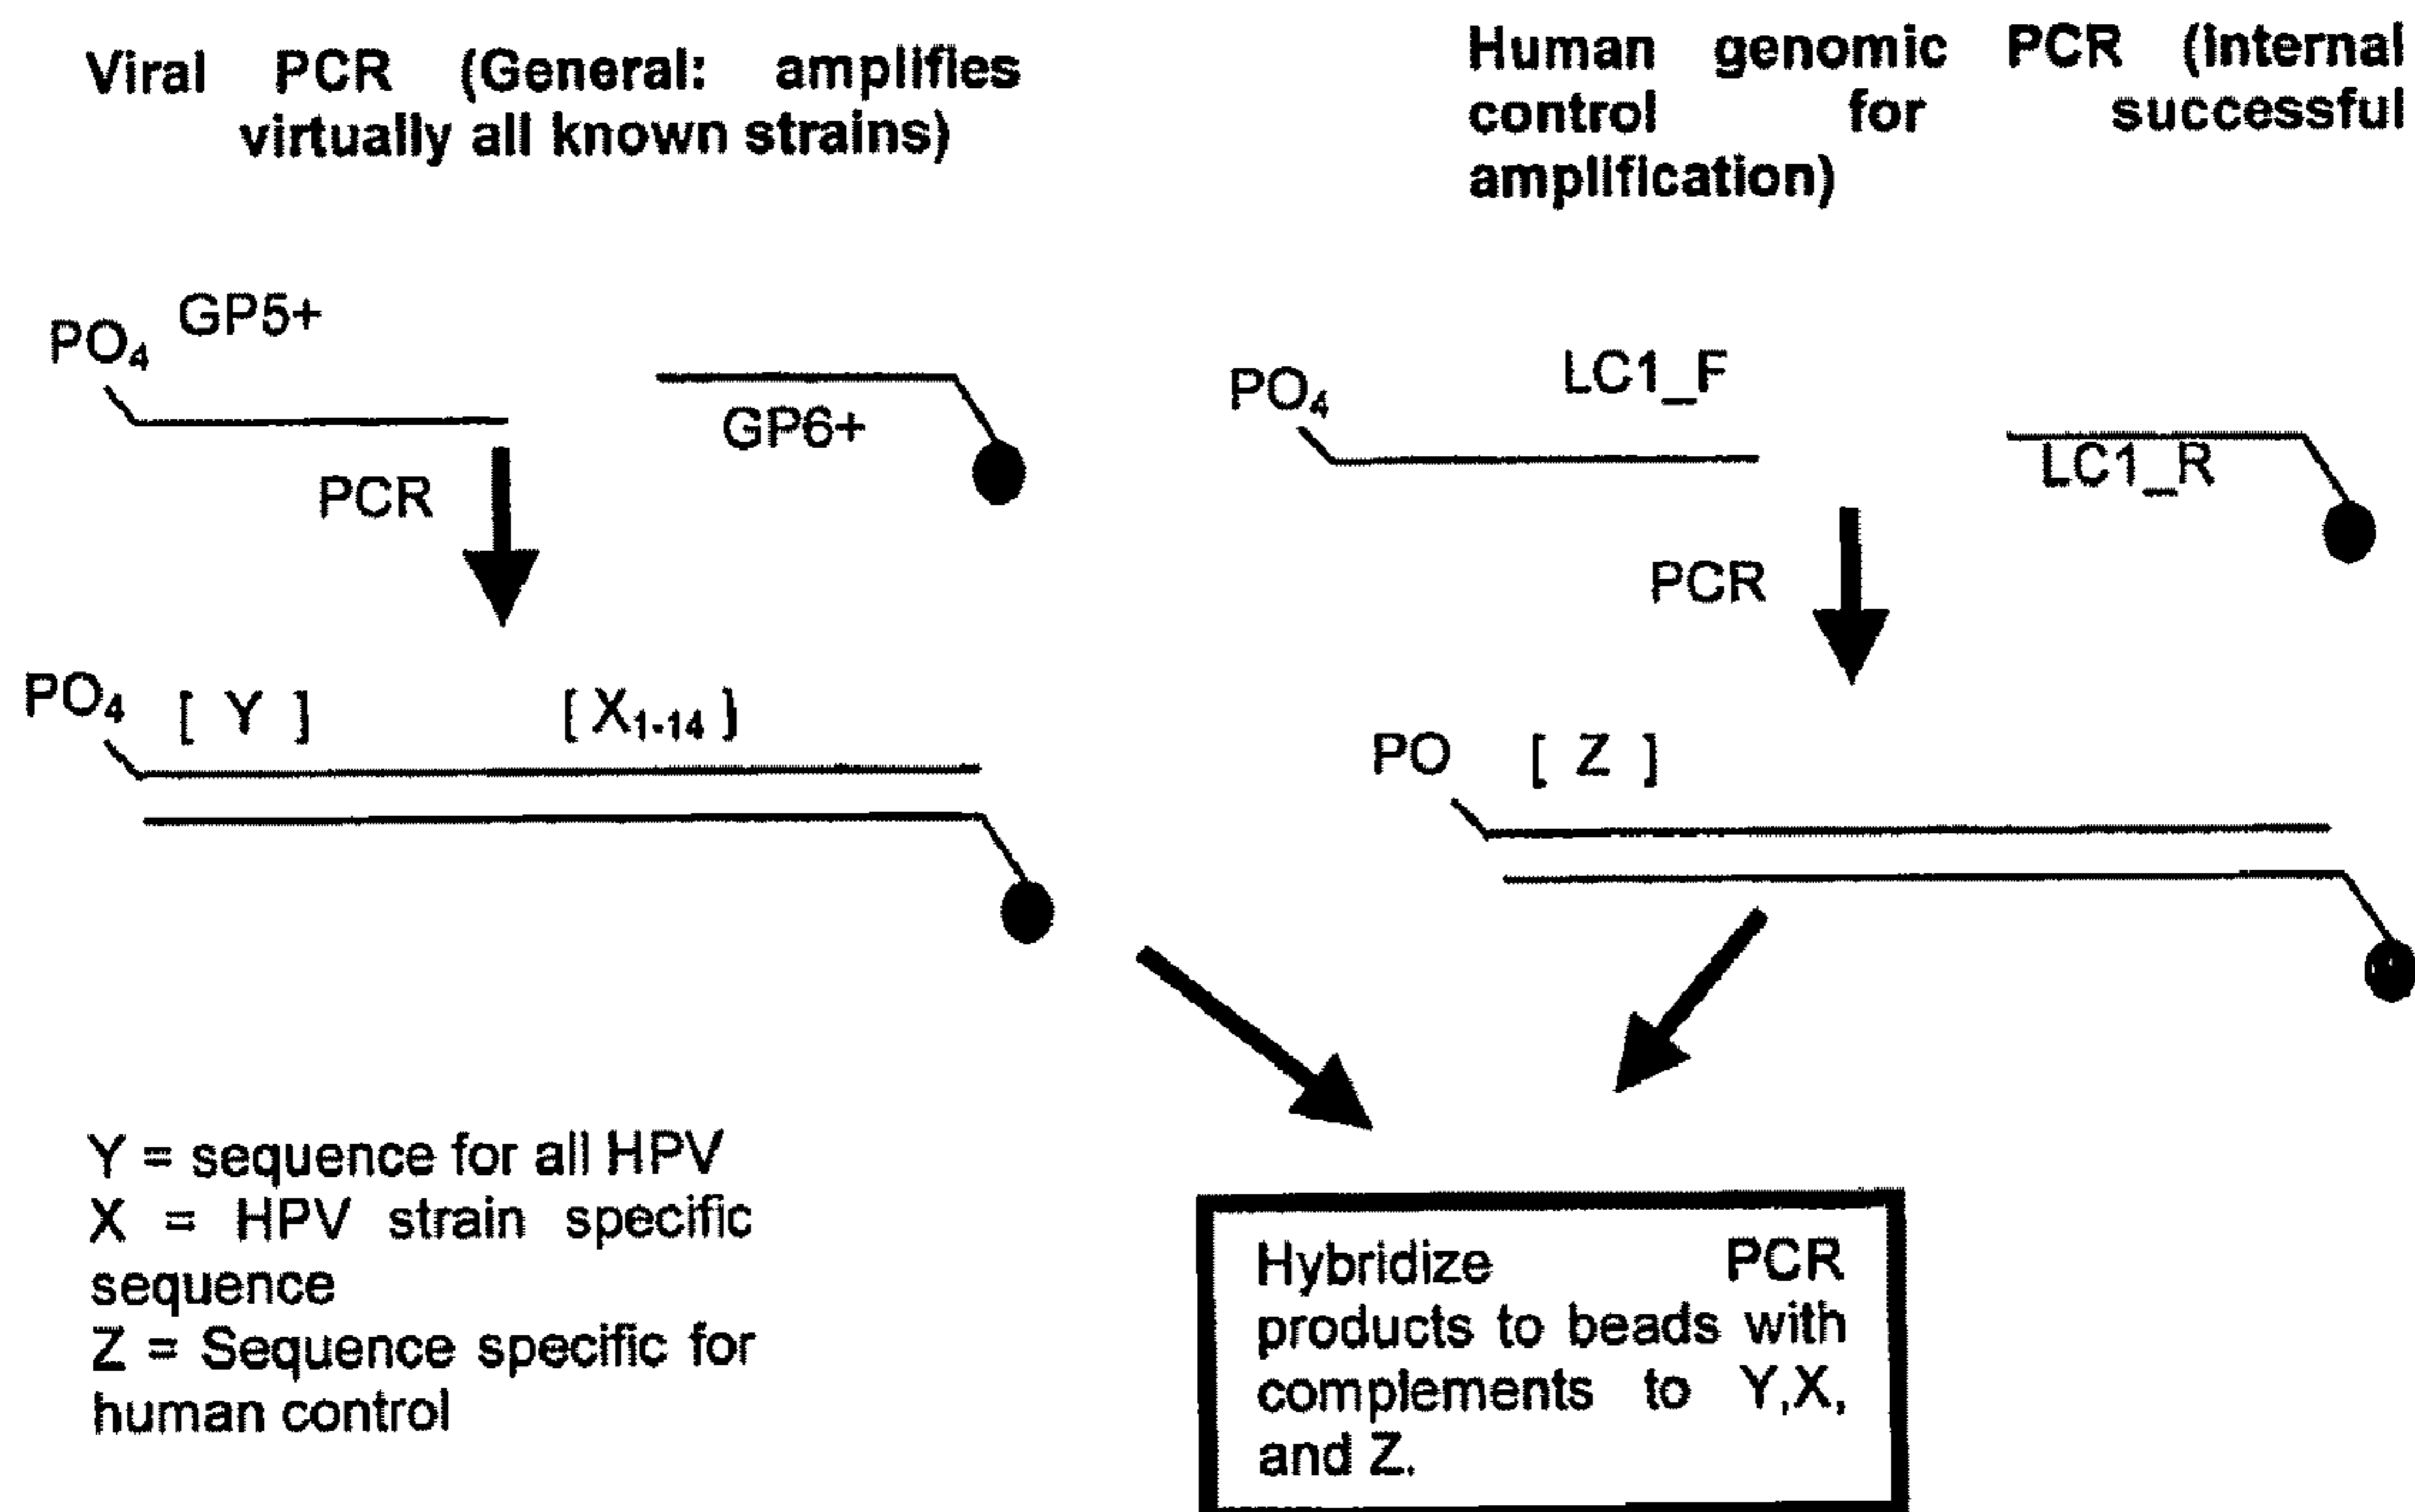 Viral PCR (General: amplifies
virtually all known strains)
Human genomic PCR (internal
control for successful
amplification)
PO₄ GP5+
GP6+
PCR
PO₄ LC1_F
LC1_R
PCR
PO₄ [ Y ] [ X₁₋₁₄ )
PO [ Z ]
Y = sequence for all HPV
X = HPV strain specific
sequence
Z = Sequence specific for
human control
Hybridize PCR
products to beads with
complements to Y,X,
and Z.